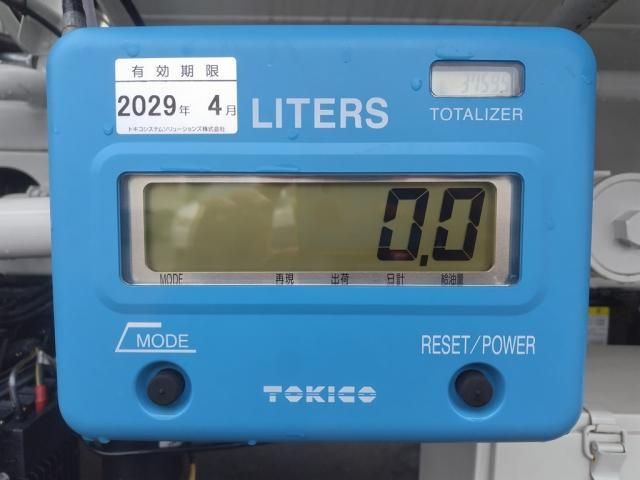 有効期限
2029年 4月
トキコシステムソリューションズ株式会社
LITERS
TOTALIZER
0.0
MODE 再現 出荷 日計 給油量
MODE
RESET/POWER
TOKICO